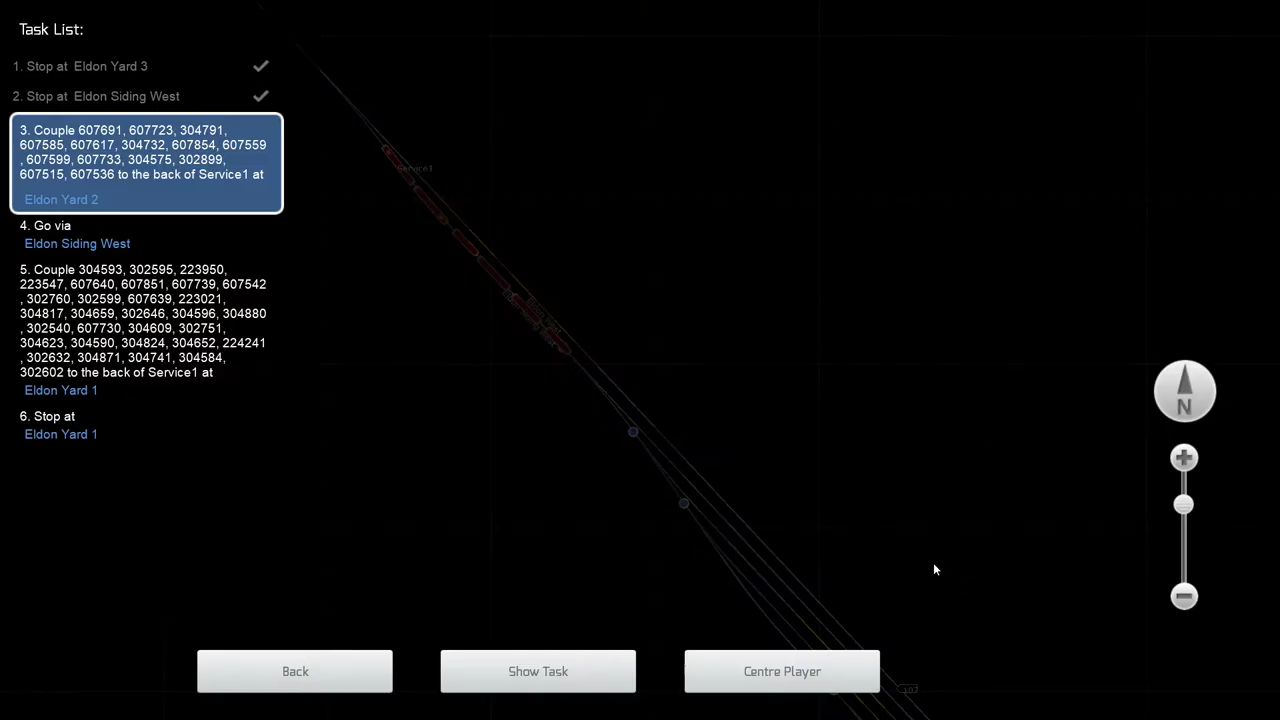 Task List:
1. Stop at Eldon Yard 3
2. Stop at Eldon Siding West
3. Couple 607691, 607723, 304791,
607585, 607617, 304732, 607854, 607559
, 607599, 607733, 304575, 302899,
607515, 607536 to the back of Service1 at
Eldon Yard 2
4. Go via
Eldon Siding West
5. Couple 304593, 302595, 223950,
223547, 607640, 607851, 607739, 607542
, 302760, 302599, 607639, 223021,
304817, 304659, 302646, 304596, 304880
, 302540, 607730, 304609, 302751,
304623, 304590, 304824, 304652, 224241
, 302632, 304871, 304741, 304584,
302602 to the back of Service1 at
Eldon Yard 1
6. Stop at
Eldon Yard 1
Service1
N
107
Back
Show Task
Centre Player